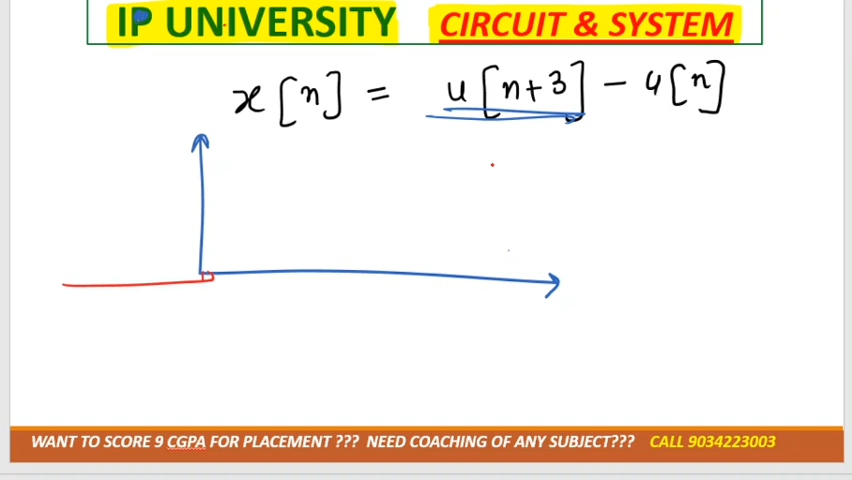 IP UNIVERSITY CIRCUIT & SYSTEM
x[n] = u[n+3] - u[n]
WANT TO SCORE 9 CGPA FOR PLACEMENT ??? NEED COACHING OF ANY SUBJECT??? CALL 9034223003